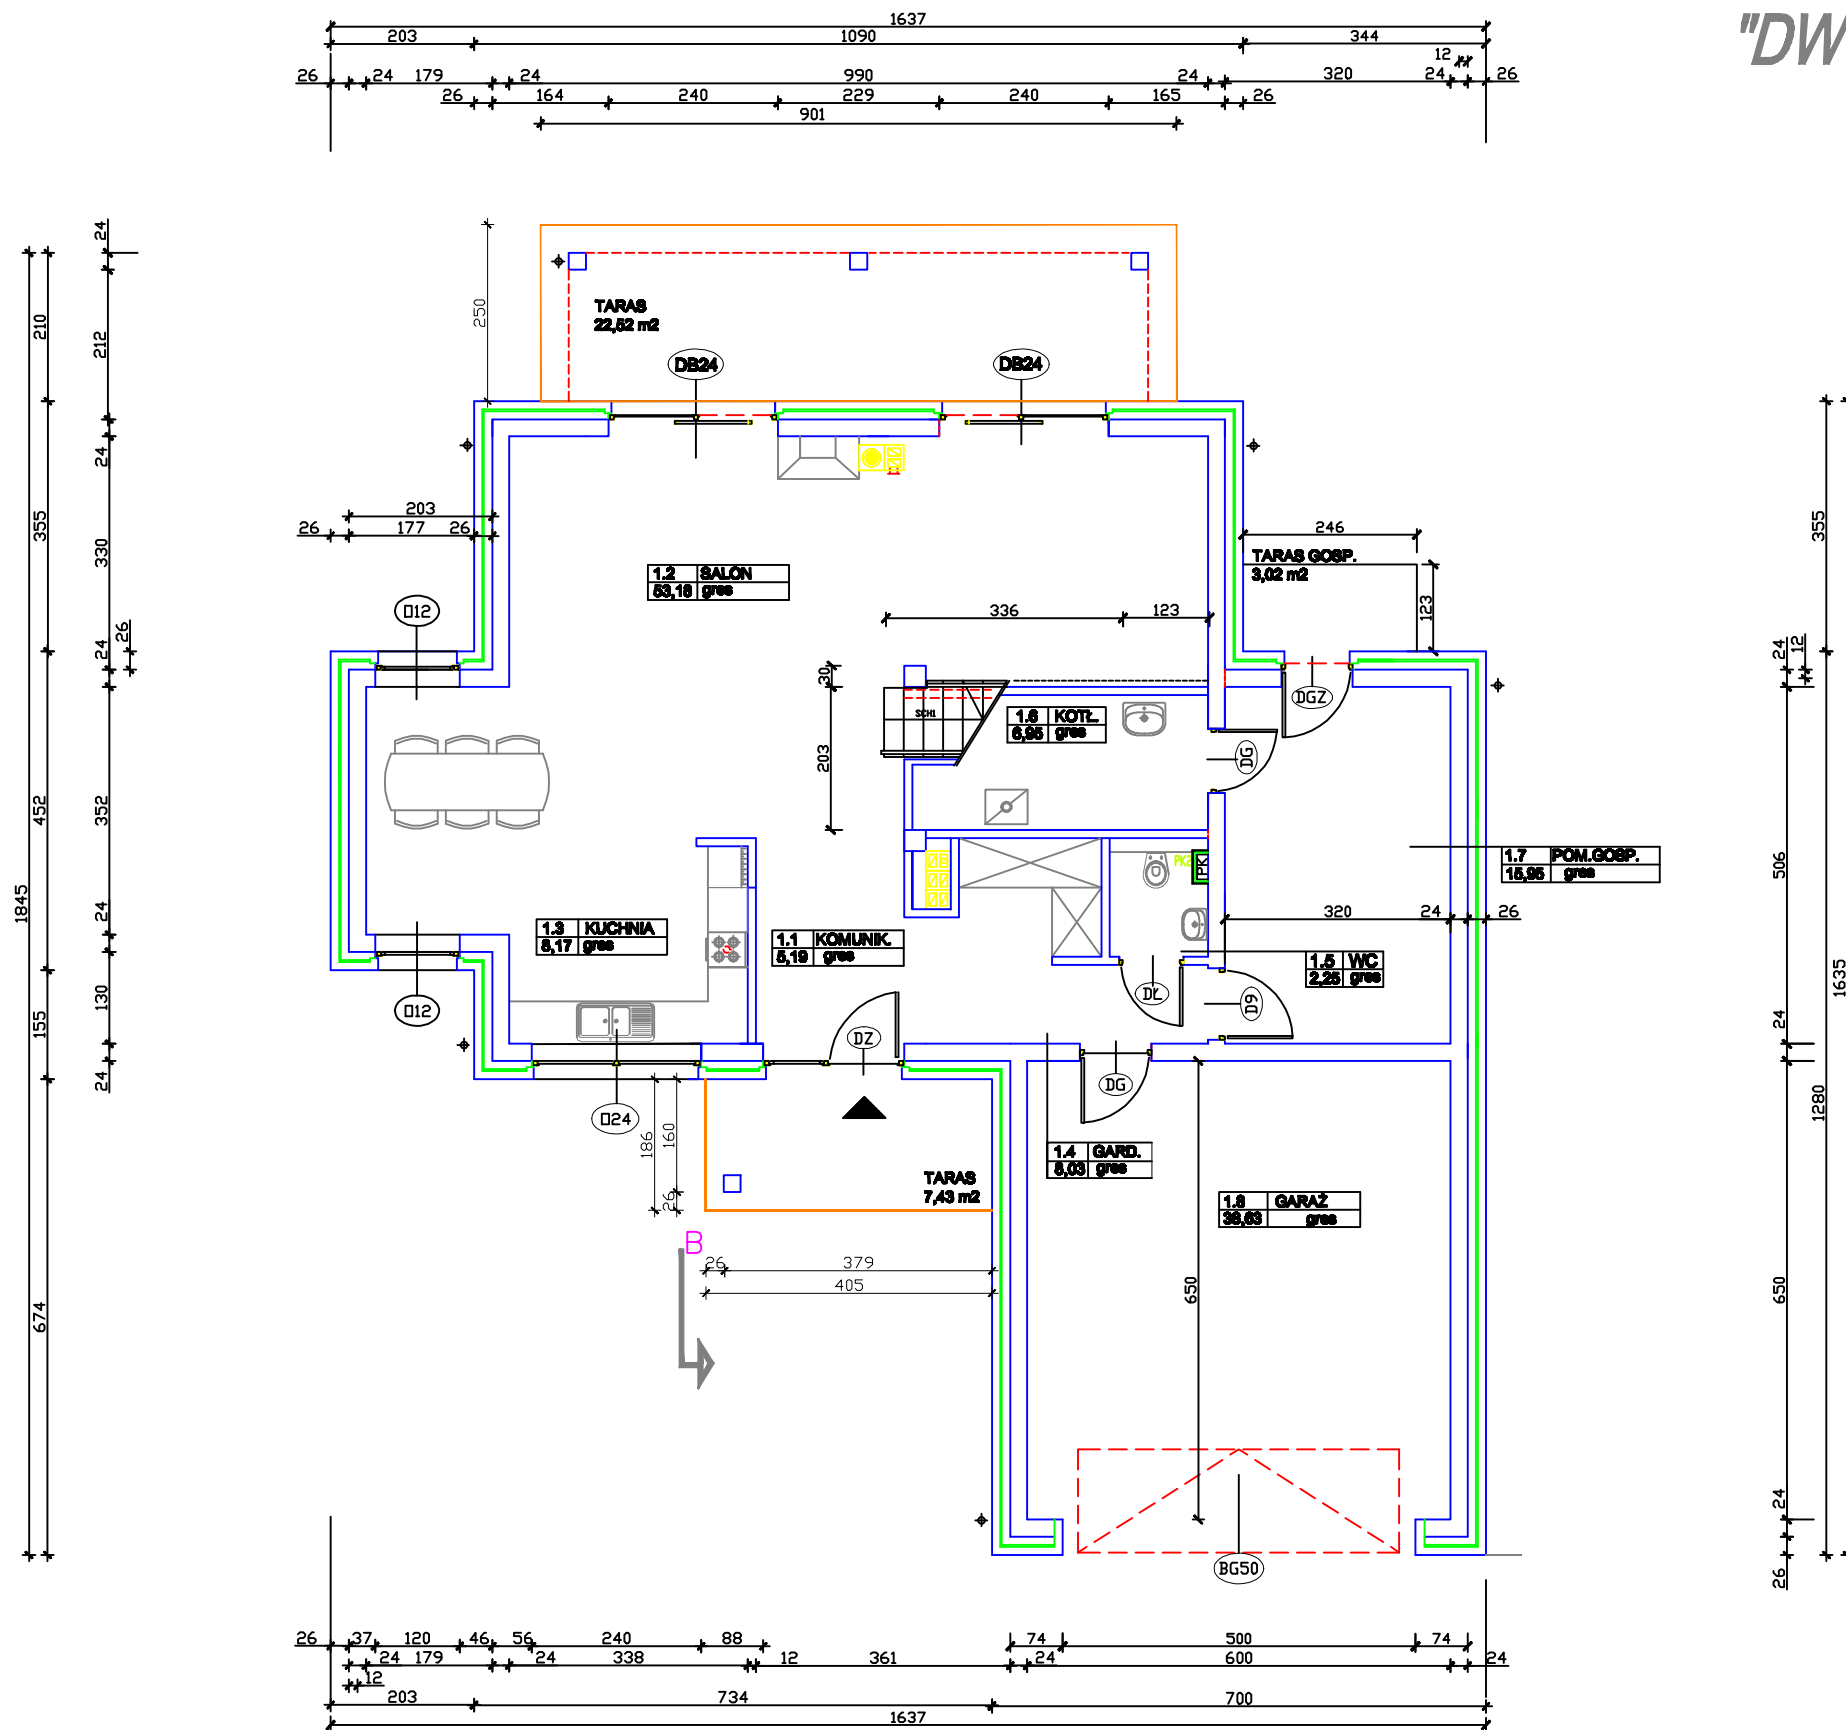 "DW
1637
203 1090 344
12
26 24 179 24 990 24 320 24 26
26 164 240 229 240 165 26
901
24
250
210
212
TARAS
22,52 m2
DB24 DB24
24
355
330
203
26 177 26
246
TARAS GOSP.
3,02 m2
123
355
1.2 SALON
53,18 gres
O12
336 123
24
26
24
12
30
SCH1
1.6 KOTŁ.
6,95 gres
DGZ
DG
203
452
352
1845
PK2
PK
1.7 POM.GOSP.
15,95 gres
506
24
320 24 26
1.3 KUCHNIA
8,17 gres
1.1 KOMUNIK.
5,19 gres
1.5 WC
2,25 gres
1635
O12
130
155
DŁ
D9
DZ
24
24
DG
O24
186
160
26
1280
1.4 GARD.
8,03 gres
TARAS
7,43 m2
1.8 GARAŻ
38,63 gres
B
26 379
405
650
650
674
24
26
BG50
26 37 120 46 56 240 88 74 500 74
24 179 24 338 12 361 24 600 24
12
203 734 700
1637